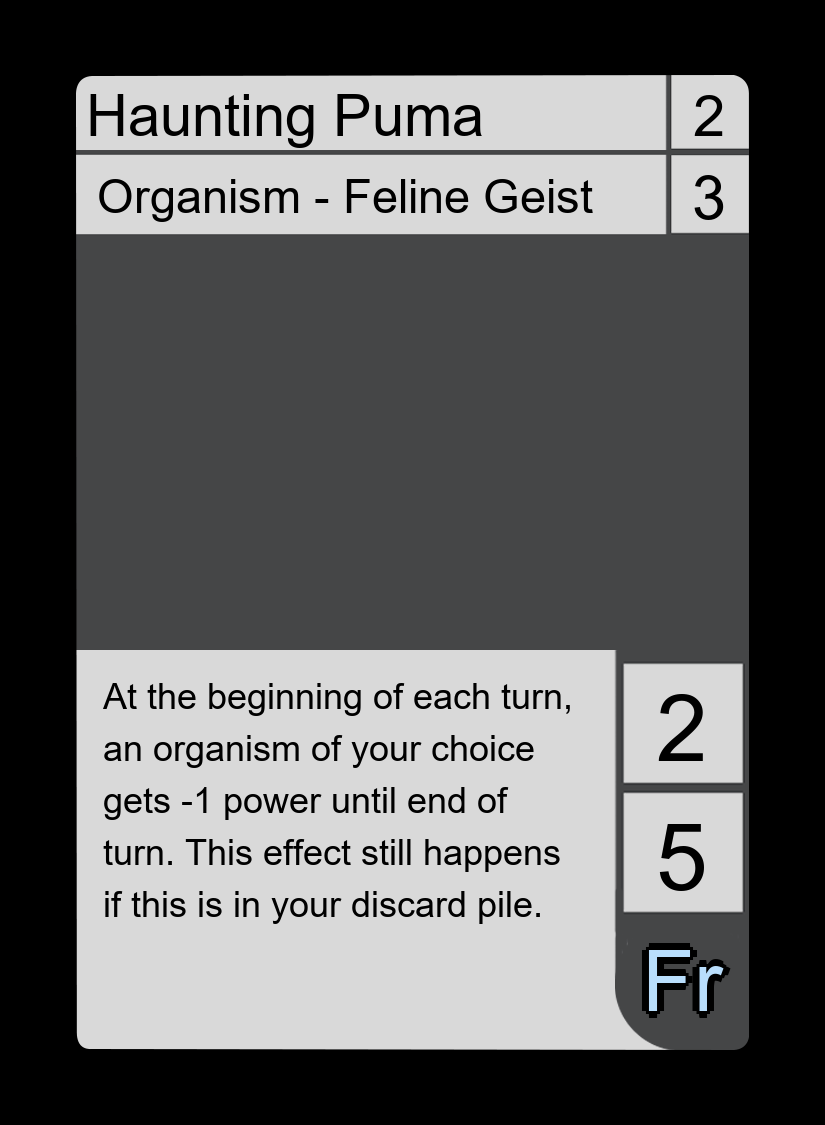 Haunting Puma 2
Organism - Feline Geist 3
At the beginning of each turn,
an organism of your choice
gets -1 power until end of
turn. This effect still happens
if this is in your discard pile.
2
5
Fr